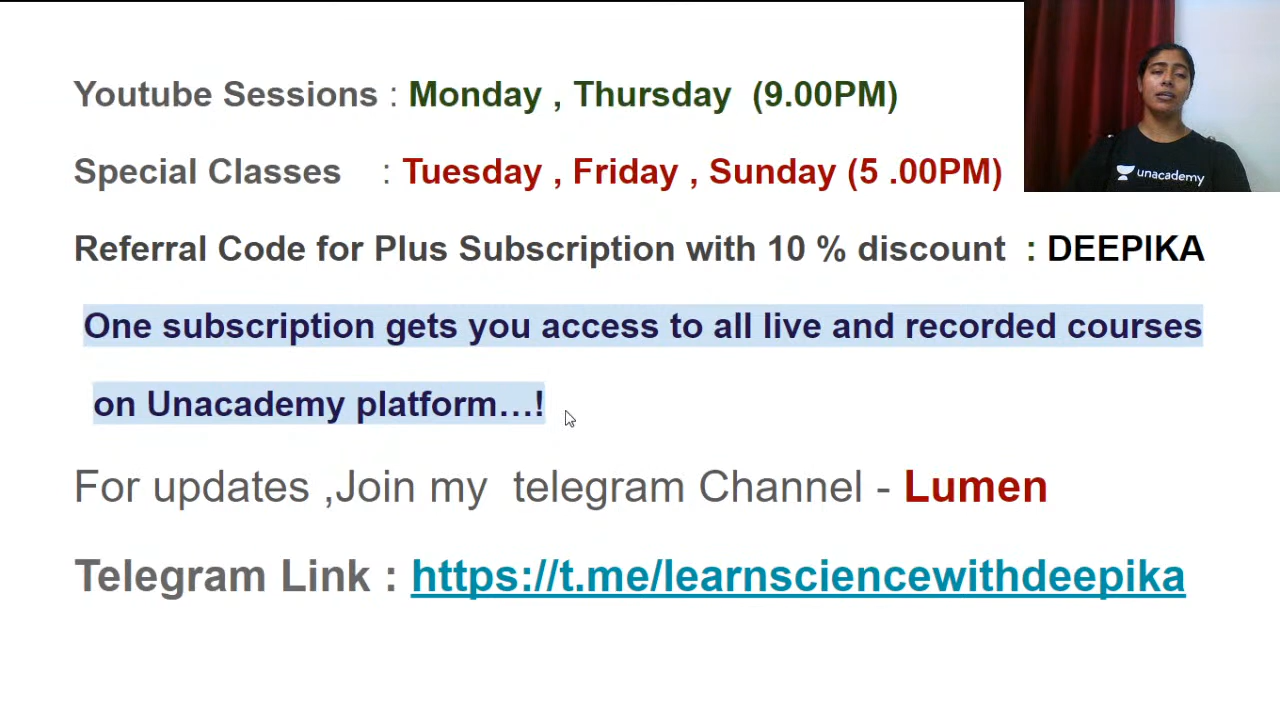 Youtube Sessions : Monday , Thursday (9.00PM)
Special Classes : Tuesday , Friday , Sunday (5 .00PM)
Referral Code for Plus Subscription with 10 % discount : DEEPIKA
One subscription gets you access to all live and recorded courses
on Unacademy platform...!
For updates ,Join my telegram Channel - Lumen
Telegram Link : https://t.me/learnsciencewithdeepika
unacademy